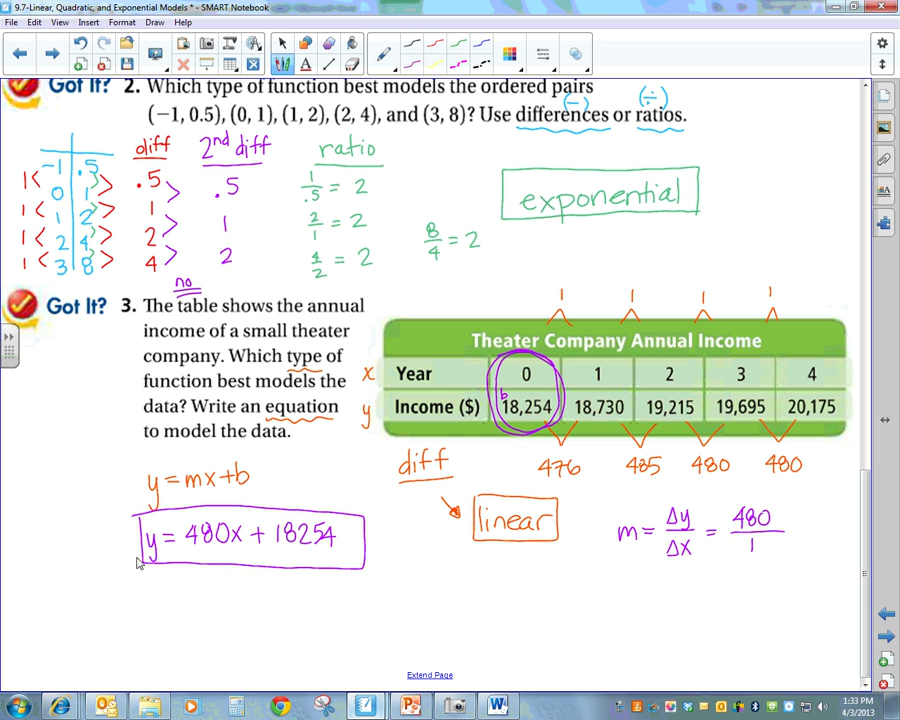 9.7-Linear, Quadratic, and Exponential Models * - SMART Notebook
File Edit View Insert Format Draw Tools Help
Got It? 2. Which type of function best models the ordered pairs
(−1, 0.5), (0, 1), (1, 2), (2, 4), and (3, 8)? Use differences or ratios.
(−) (÷)
diff 2nd diff ratio
-1 .5
0 1
1 2
2 4
3 8
1<
1<
1<
1<
.5
1
2
4
.5
1
2
no
1/.5 = 2
2/1 = 2
4/2 = 2
8/4 = 2
exponential
Got It? 3. The table shows the annual
income of a small theater
company. Which type of
function best models the
data? Write an equation
to model the data.
1 1 1 1
Theater Company Annual Income
x Year 0 1 2 3 4
y Income ($) b 18,254 18,730 19,215 19,695 20,175
diff 476 485 480 480
linear
y = mx+b
y = 480x + 18254
m = Δy/Δx = 480/1
Extend Page
1:33 PM
4/3/2013